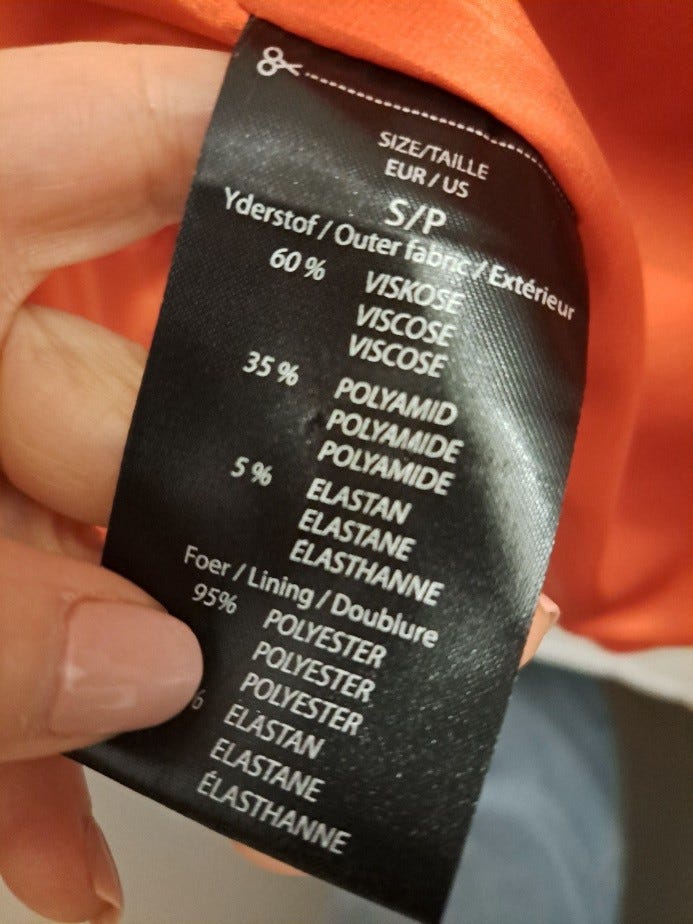 SIZE/TAILLE
EUR / US
S/P
Yderstof / Outer fabric / Extérieur
60 % VISKOSE
VISCOSE
VISCOSE
35 % POLYAMID
POLYAMIDE
POLYAMIDE
5 % ELASTAN
ELASTANE
ÉLASTHANNE
Foer / Lining / Doublure
95% POLYESTER
POLYESTER
POLYESTER
% ELASTAN
ELASTANE
ÉLASTHANNE